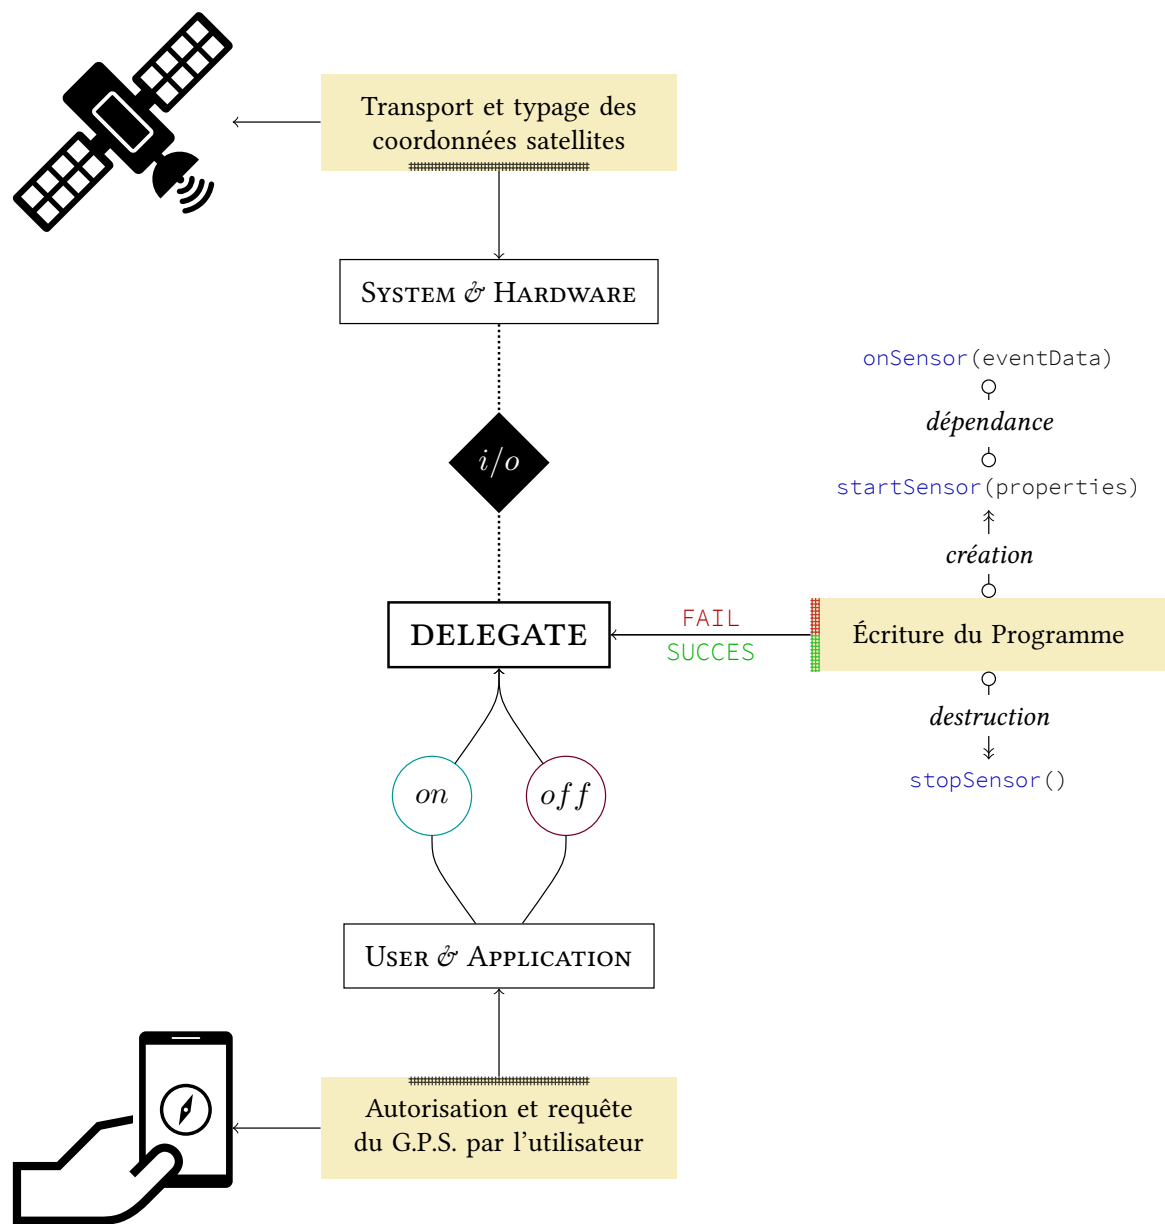 Transport et typage des
coordonnées satellites
System & Hardware
i/o
onSensor(eventData)
dépendance
startSensor(properties)
création
DELEGATE
FAIL
SUCCES
Écriture du Programme
destruction
stopSensor()
on
off
User & Application
Autorisation et requête
du G.P.S. par l'utilisateur